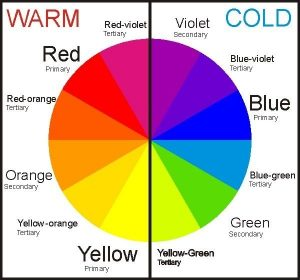 WARM
COLD
Red-violet
Tertiary
Violet
Secondary
Red
Primary
Blue-violet
Tertiary
Red-orange
Tertiary
Blue
Primary
Orange
Secondary
Blue-green
Tertiary
Yellow-orange
Tertiary
Green
Secondary
Yellow
Primary
Yellow-Green
Tertiary